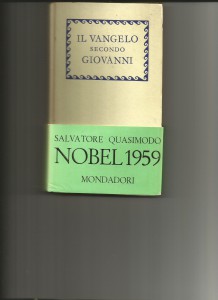 IL VANGELO
SECONDO
GIOVANNI
SALVATORE QUASIMODO
NOBEL 1959
MONDADORI